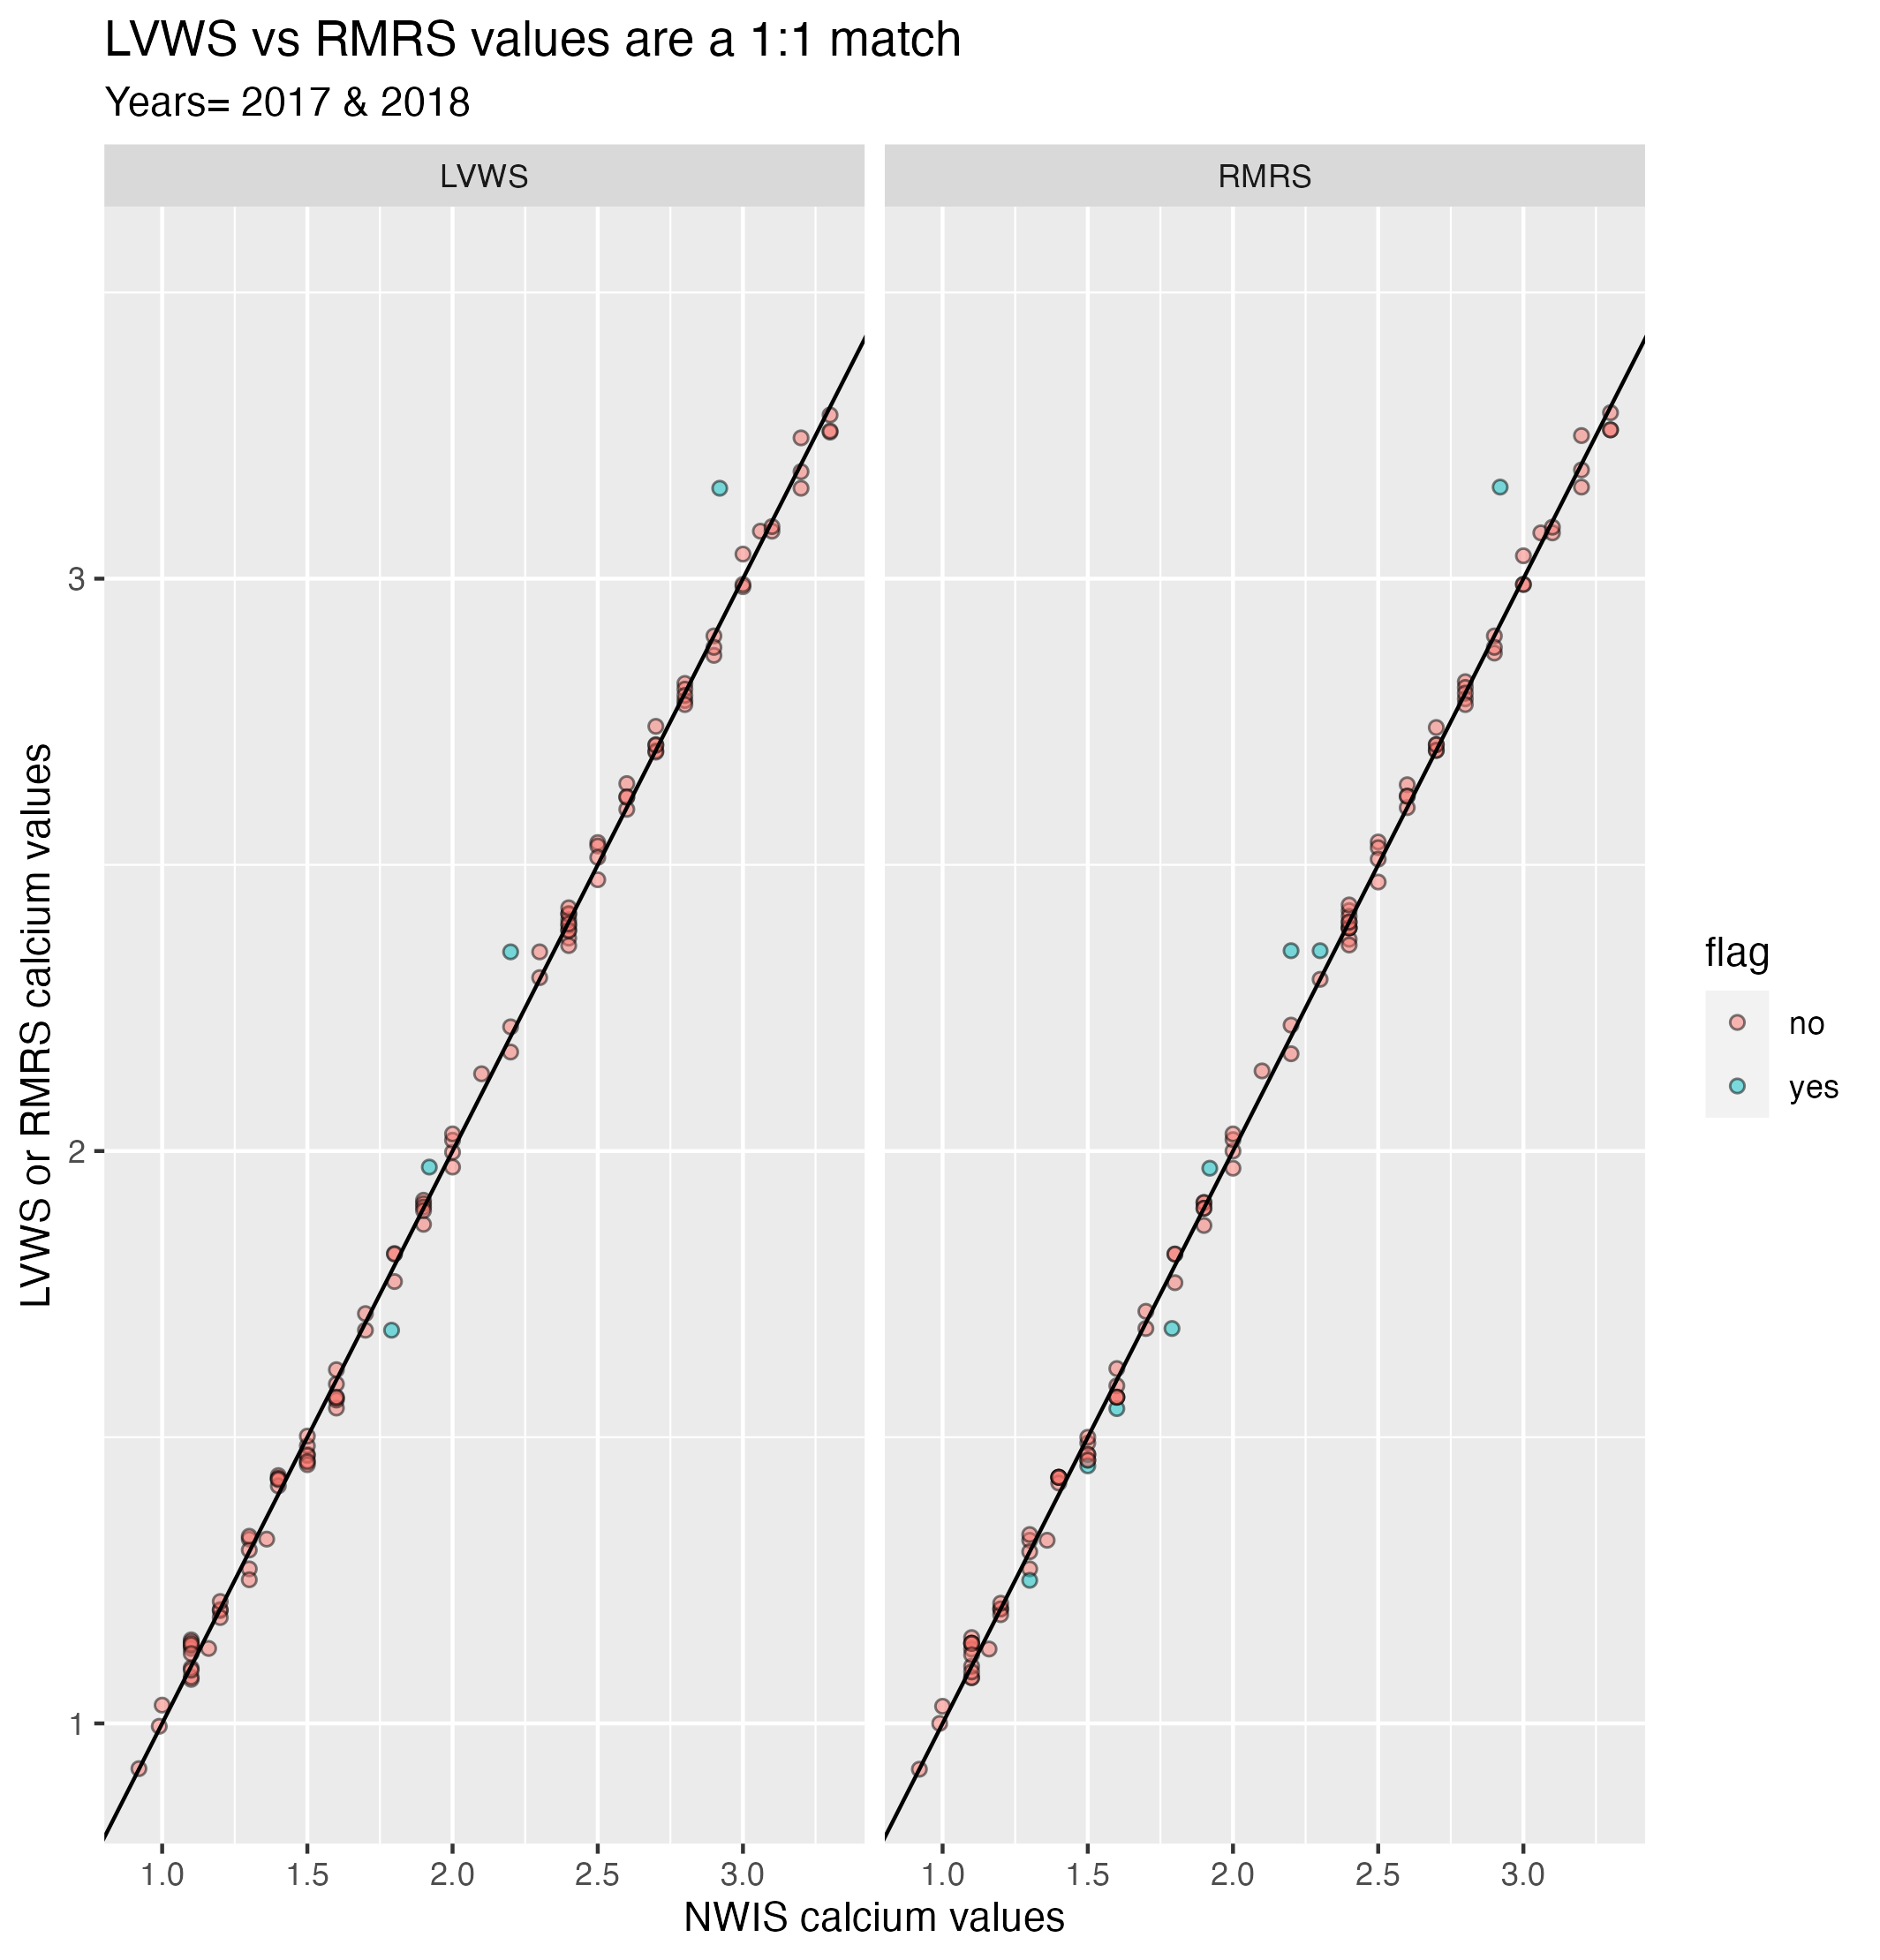 LVWS vs RMRS values are a 1:1 match
Years= 2017 & 2018
LVWS RMRS
LVWS or RMRS calcium values
3
2
1
1.0 1.5 2.0 2.5 3.0 1.0 1.5 2.0 2.5 3.0
NWIS calcium values
flag
no
yes